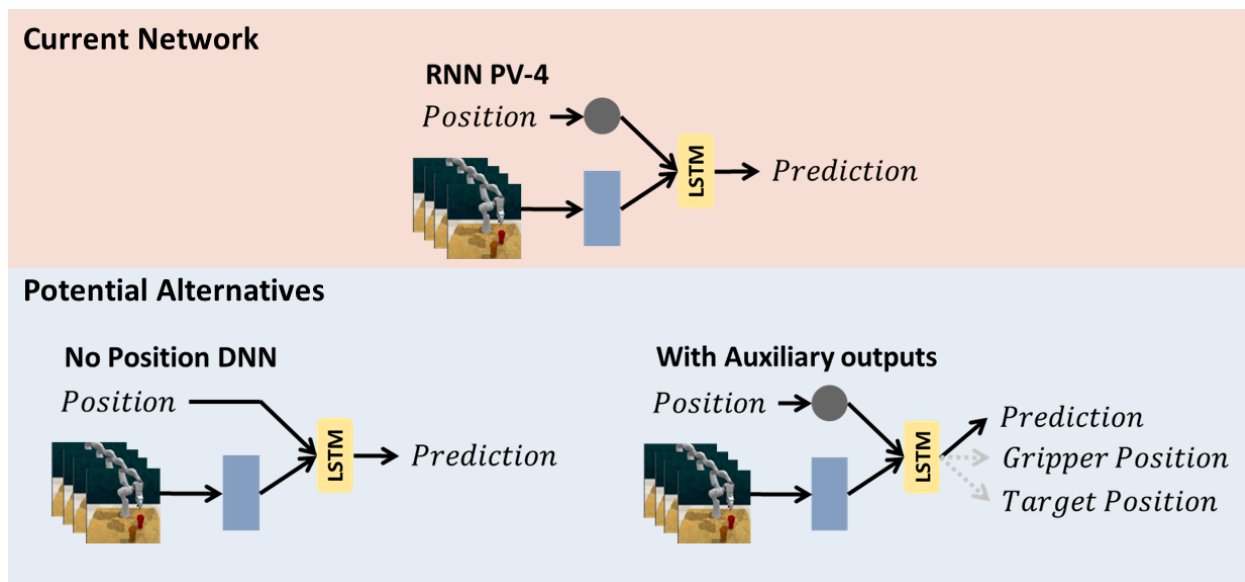 Current Network
RNN PV-4
Position
LSTM
Prediction
Potential Alternatives
No Position DNN
Position
LSTM
Prediction
With Auxiliary outputs
Position
LSTM
Prediction
Gripper Position
Target Position